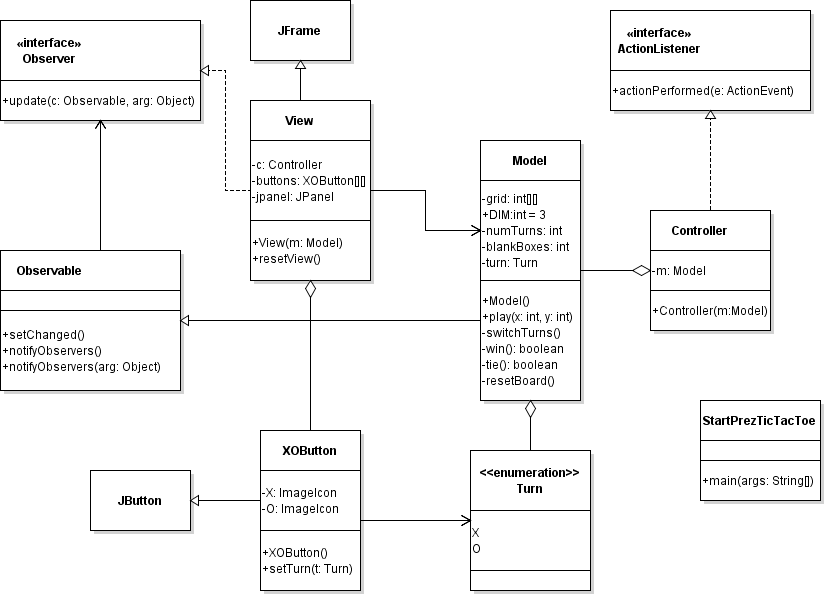 «interface»
Observer
+update(c: Observable, arg: Object)
JFrame
«interface»
ActionListener
+actionPerformed(e: ActionEvent)
View
-c: Controller
-buttons: XOButton[][]
-jpanel: JPanel
+View(m: Model)
+resetView()
Model
-grid: int[][]
+DIM:int = 3
-numTurns: int
-blankBoxes: int
-turn: Turn
+Model()
+play(x: int, y: int)
-switchTurns()
-win(): boolean
-tie(): boolean
-resetBoard()
Controller
-m: Model
+Controller(m:Model)
Observable
+setChanged()
+notifyObservers()
+notifyObservers(arg: Object)
StartPrezTicTacToe
+main(args: String[])
XOButton
-X: ImageIcon
-O: ImageIcon
+XOButton()
+setTurn(t: Turn)
JButton
<<enumeration>>
Turn
X
O